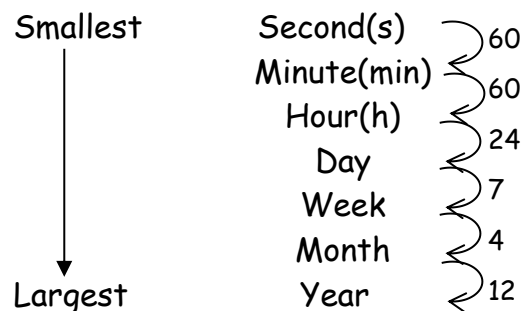 Smallest Second(s) 60
Minute(min) 60
Hour(h) 24
Day 7
Week 4
Month 12
Largest Year